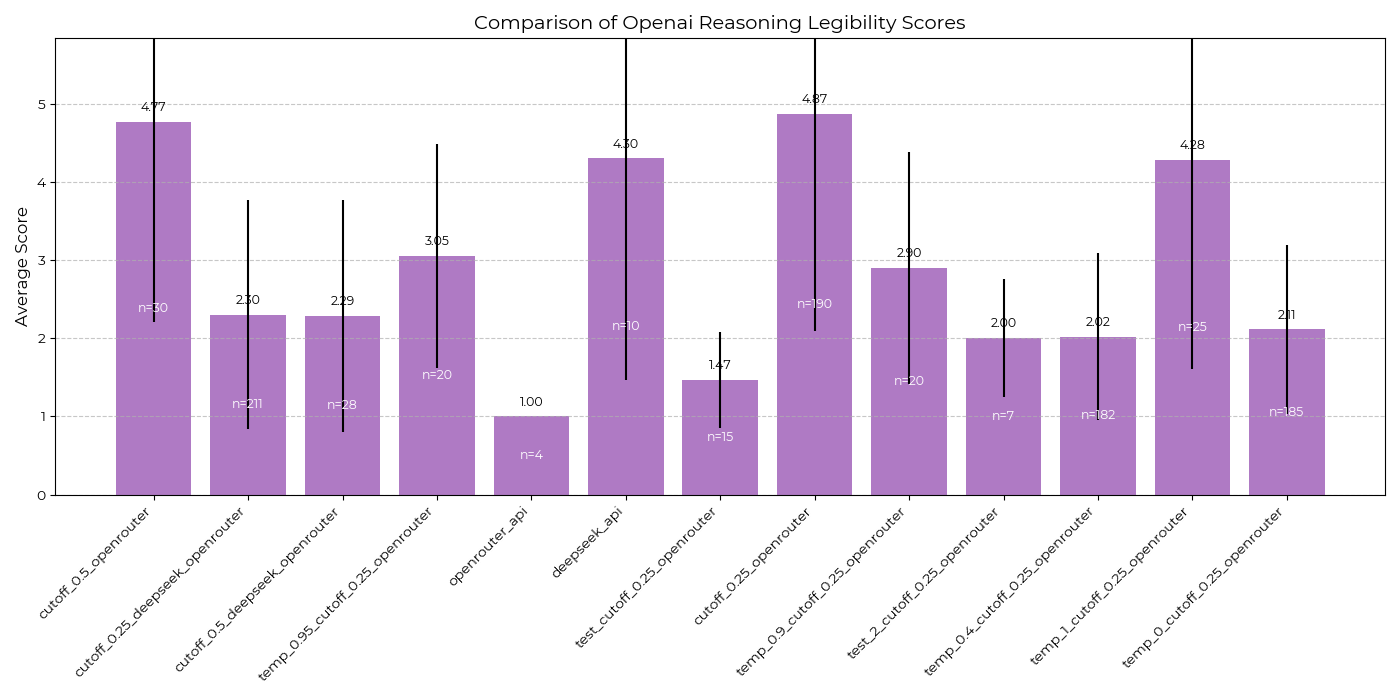 Comparison of Openai Reasoning Legibility Scores
Average Score
5
4
3
2
1
0
4.77
2.30
2.29
3.05
1.00
4.30
1.47
4.87
2.90
2.00
2.02
4.28
2.11
n=30
n=211
n=28
n=20
n=4
n=10
n=15
n=190
n=20
n=7
n=182
n=25
n=185
cutoff_0.5_openrouter
cutoff_0.25_deepseek_openrouter
cutoff_0.5_deepseek_openrouter
temp_0.95_cutoff_0.25_openrouter
openrouter_api
deepseek_api
test_cutoff_0.25_openrouter
cutoff_0.25_openrouter
temp_0.9_cutoff_0.25_openrouter
test_2_cutoff_0.25_openrouter
temp_0.4_cutoff_0.25_openrouter
temp_1_cutoff_0.25_openrouter
temp_0_cutoff_0.25_openrouter